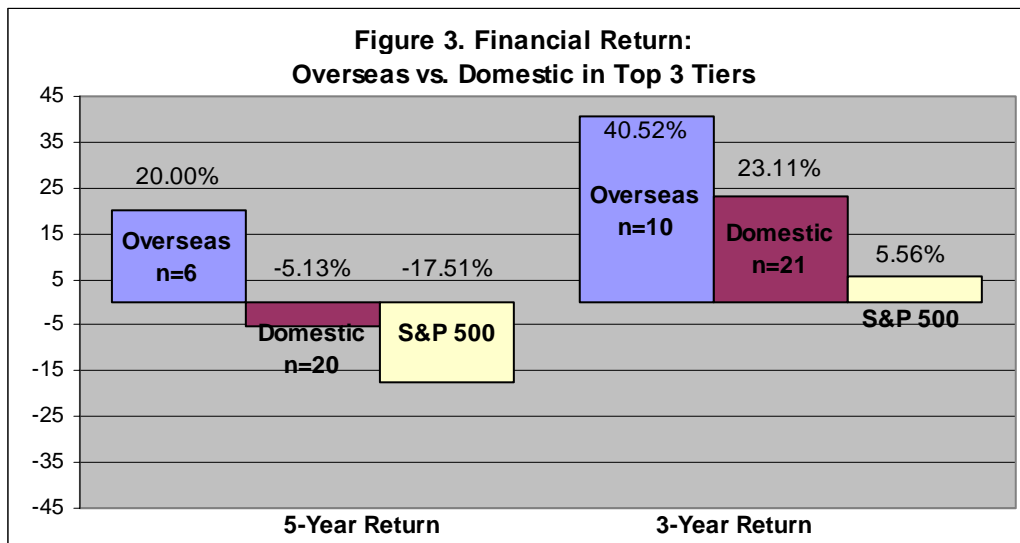 Figure 3. Financial Return:
Overseas vs. Domestic in Top 3 Tiers
45
35
25
15
5
-5
-15
-25
-35
-45
20.00%
Overseas
n=6
-5.13%
Domestic
n=20
-17.51%
S&P 500
40.52%
Overseas
n=10
23.11%
Domestic
n=21
5.56%
S&P 500
5-Year Return
3-Year Return